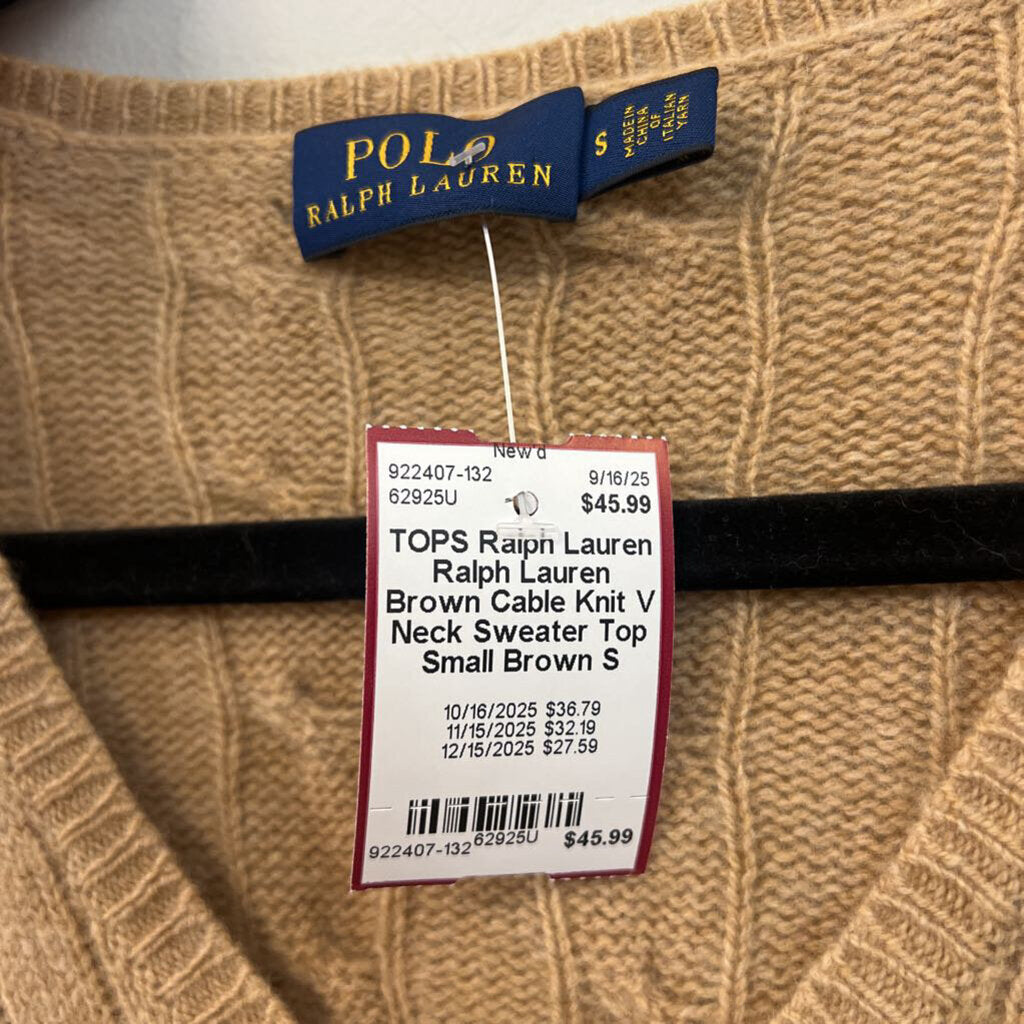 POLO
RALPH LAUREN
S
MADE IN
CHINA
OF
ITALIAN
YARN
New'd
922407-132
9/16/25
62925U
$45.99
TOPS Ralph Lauren
Ralph Lauren
Brown Cable Knit V
Neck Sweater Top
Small Brown S
10/16/2025 $36.79
11/15/2025 $32.19
12/15/2025 $27.59
922407-132 62925U $45.99